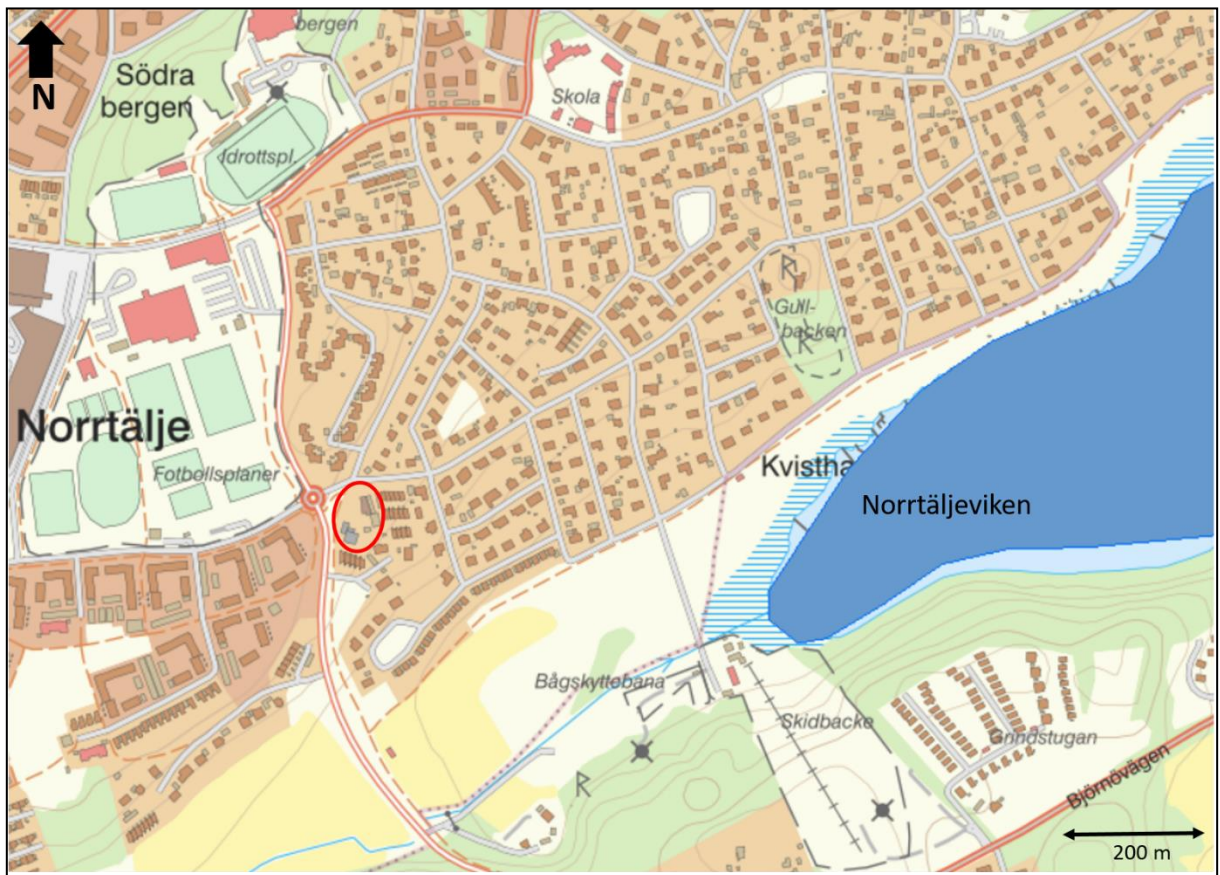 bergen
N
Södra
bergen
Skola
Idrottspl.
Gull-
backen
Norrtälje
Fotbollsplaner
Kvistha
Norrtäljeviken
Bågskyttebana
Skidbacke
Grindstugan
Björnövägen
200 m